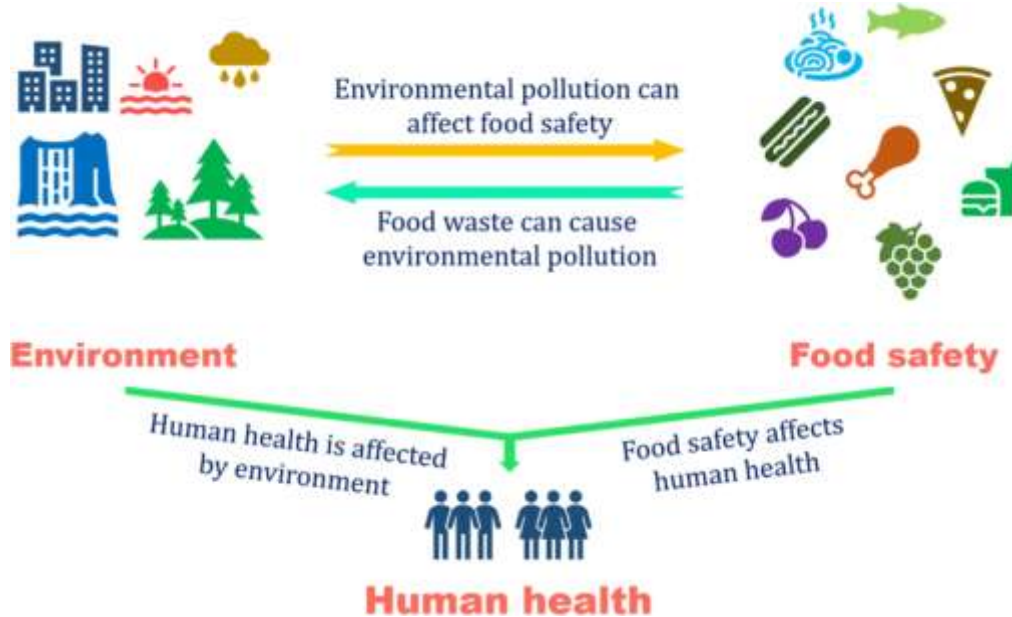 Environmental pollution can
affect food safety
Food waste can cause
environmental pollution
Environment
Food safety
Human health is affected
by environment
Food safety affects
human health
Human health